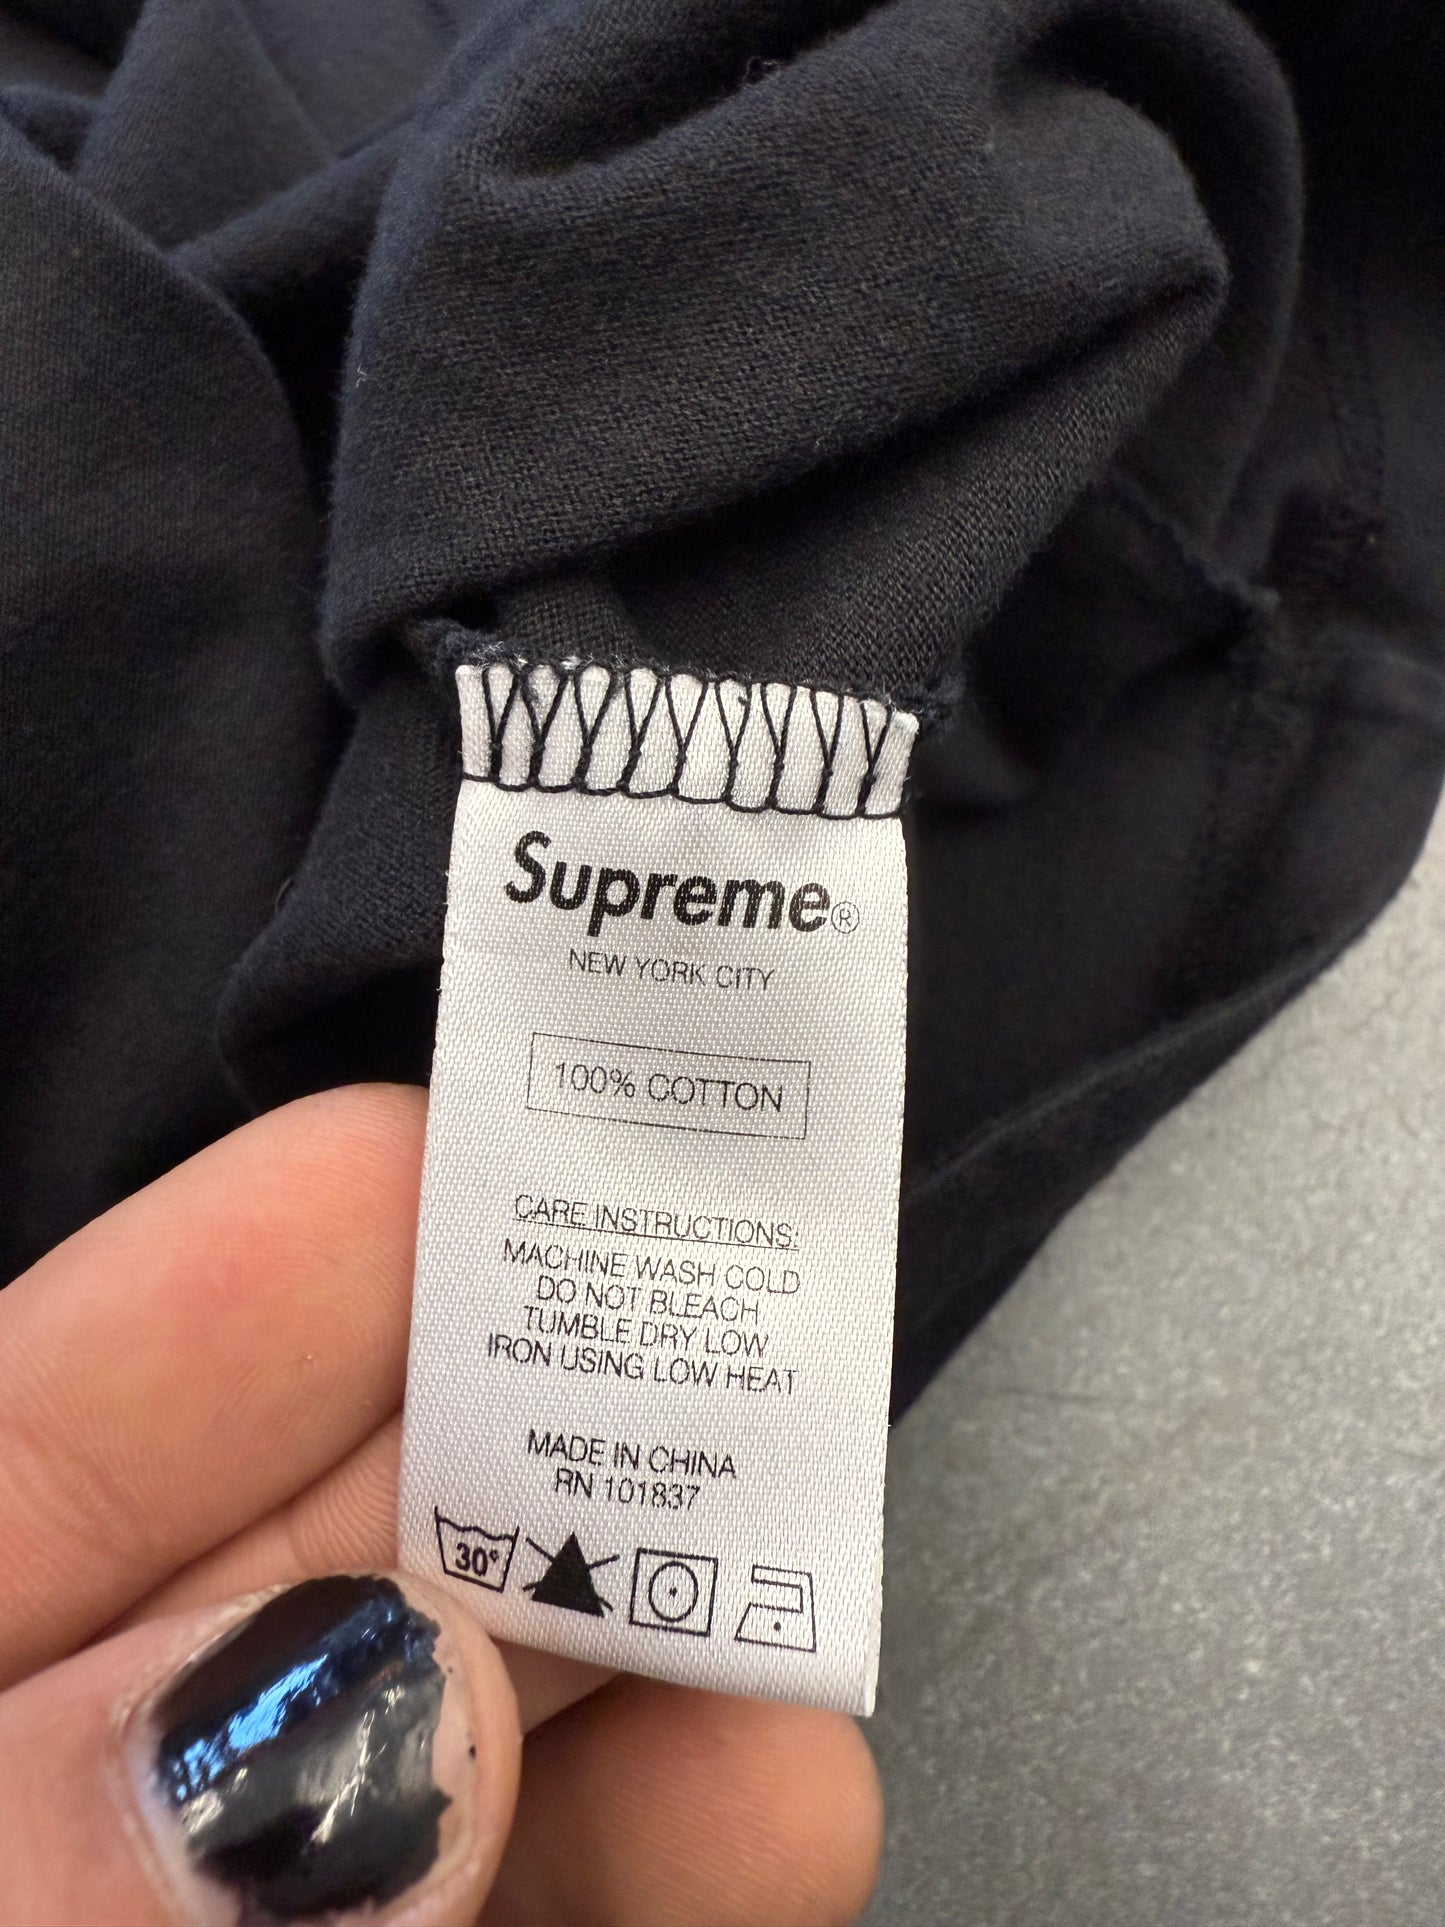 Supreme®
NEW YORK CITY
100% COTTON
CARE INSTRUCTIONS:
MACHINE WASH COLD
DO NOT BLEACH
TUMBLE DRY LOW
IRON USING LOW HEAT
MADE IN CHINA
RN 101837
30°